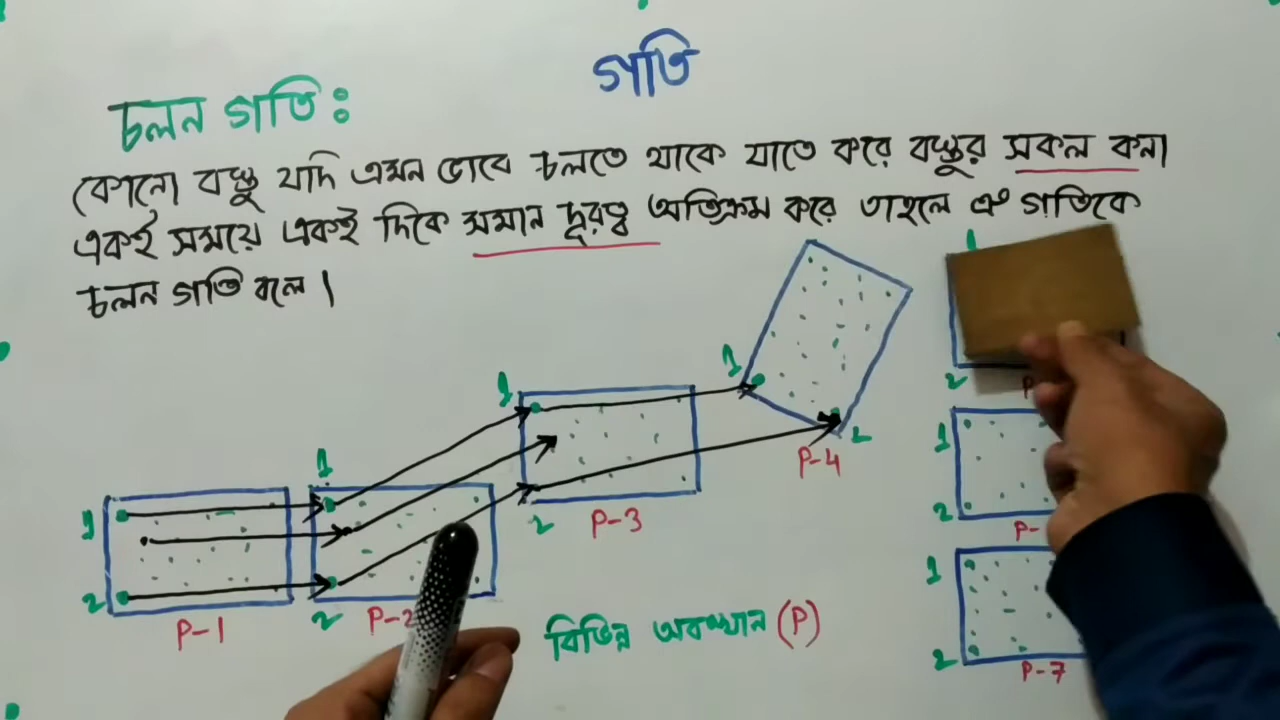 গতি
চলন গতি:
কোনো বস্তু যদি এমন ভাবে চলতে থাকে যাতে করে বস্তুর সকল কনা
একই সময়ে একই দিকে সমান দূরত্ব অতিক্রম করে তাহলে ঐ গতিকে
চলন গতি বলে।
1
2
P-1
1
2
P-2
1
2
P-3
1
2
P-4
1
2
P
1
2
P-
1
2
P-7
বিভিন্ন অবস্থান (P)